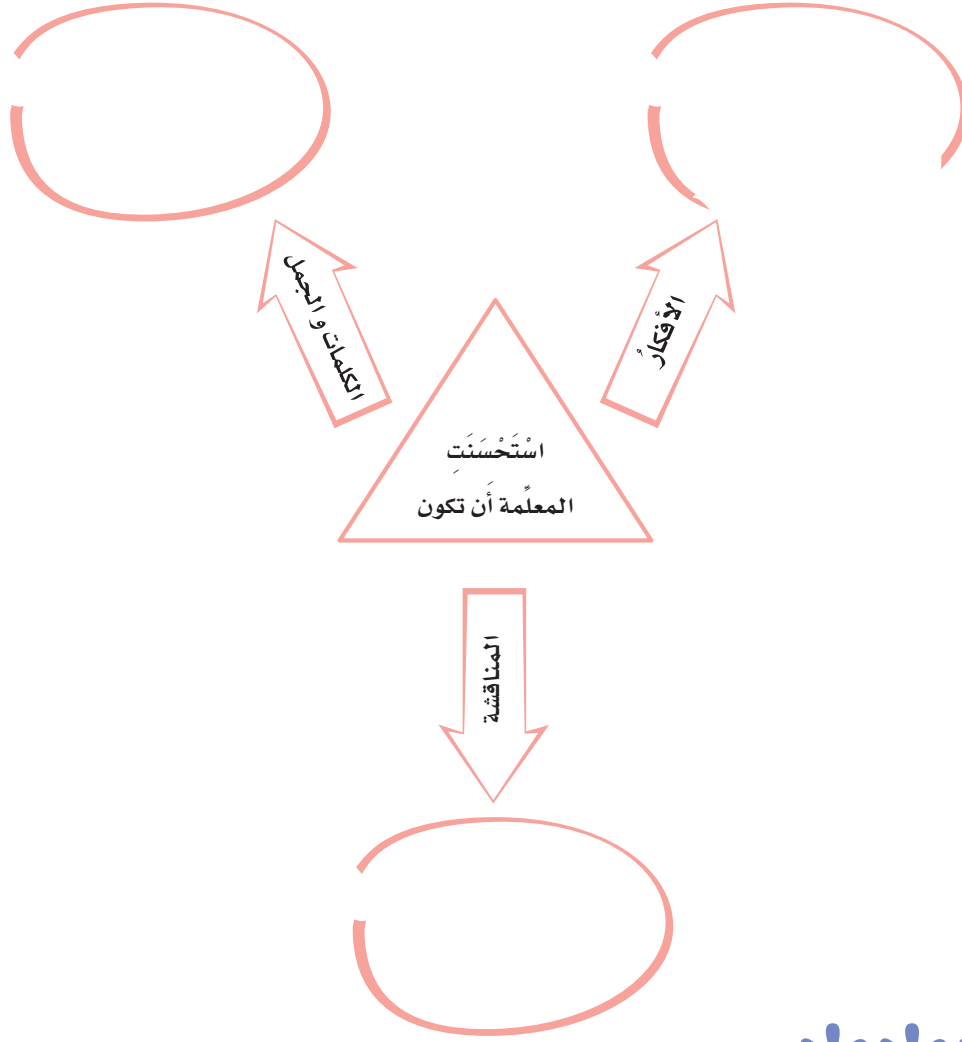 الأفكارُ
الكلمات و الجمل
اسْتَحْسَنَتِ
المعلِّمة أَن تكون
المناقشة